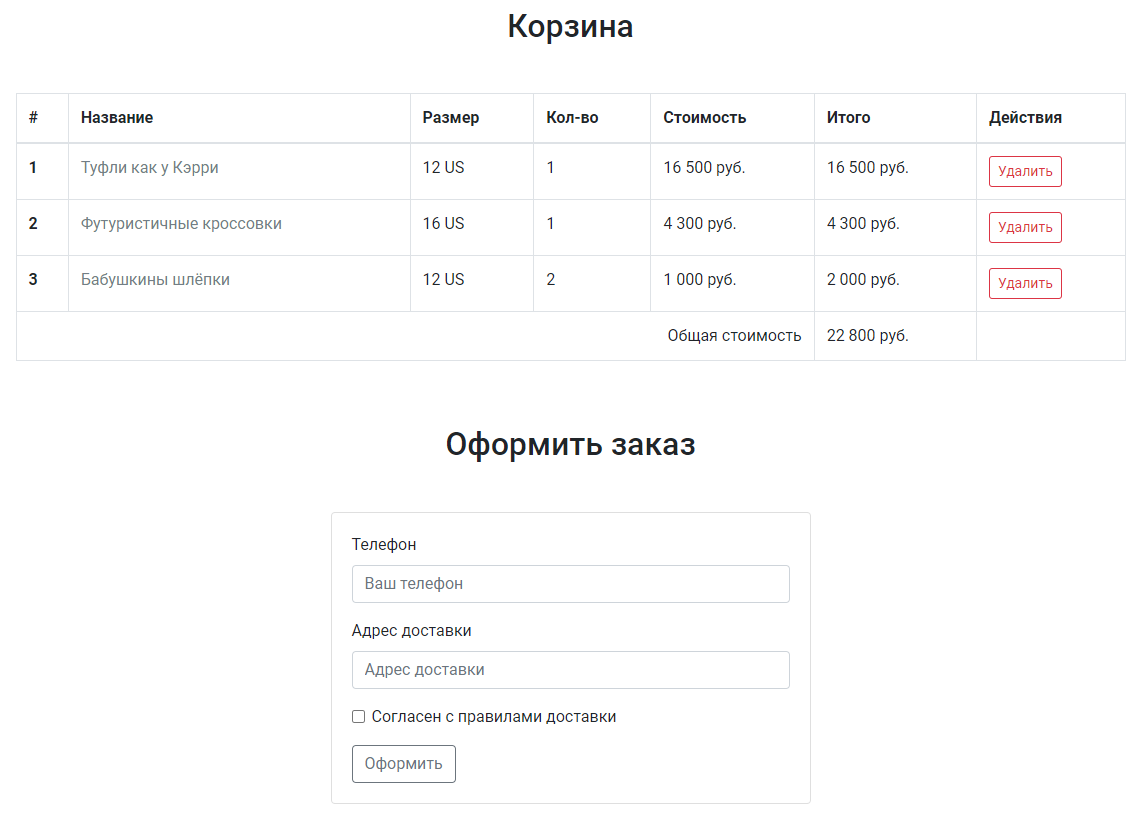 Корзина
# Название Размер Кол-во Стоимость Итого Действия
1 Туфли как у Кэрри 12 US 1 16 500 руб. 16 500 руб. Удалить
2 Футуристичные кроссовки 16 US 1 4 300 руб. 4 300 руб. Удалить
3 Бабушкины шлёпки 12 US 2 1 000 руб. 2 000 руб. Удалить
Общая стоимость 22 800 руб.
Оформить заказ
Телефон
Ваш телефон
Адрес доставки
Адрес доставки
Согласен с правилами доставки
Оформить